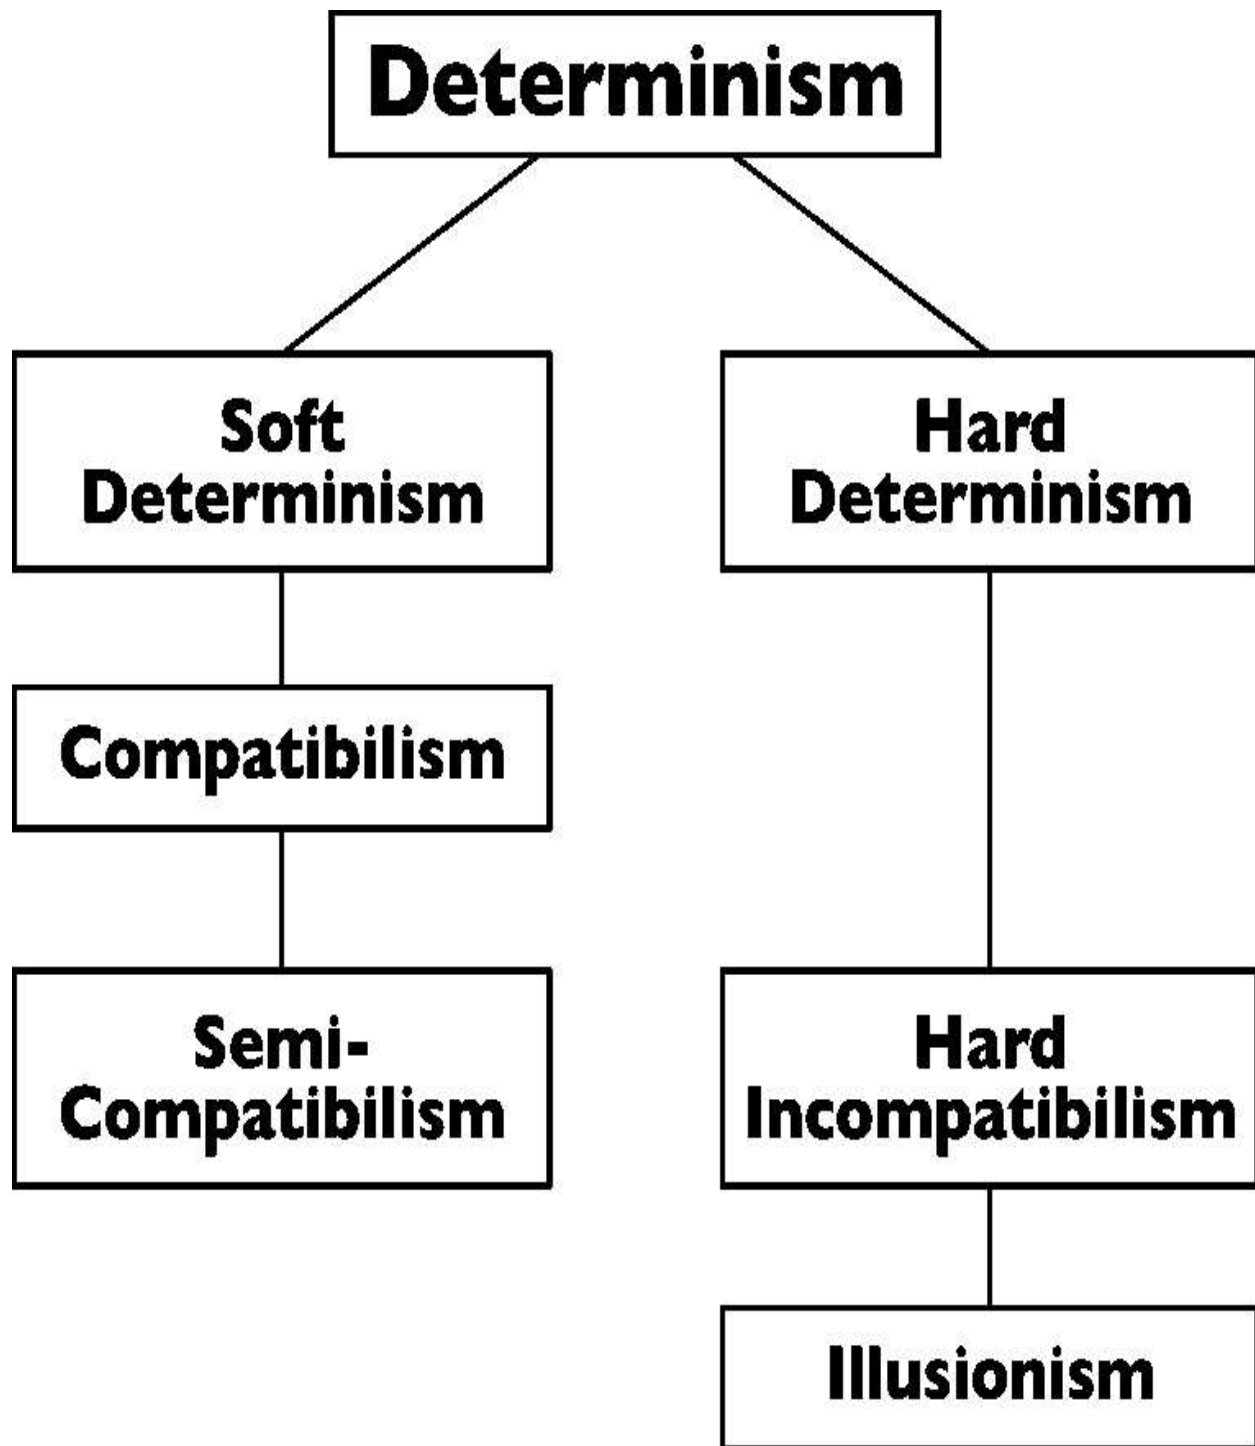 Determinism
Soft
Determinism
Hard
Determinism
Compatibilism
Semi-
Compatibilism
Hard
Incompatibilism
Illusionism